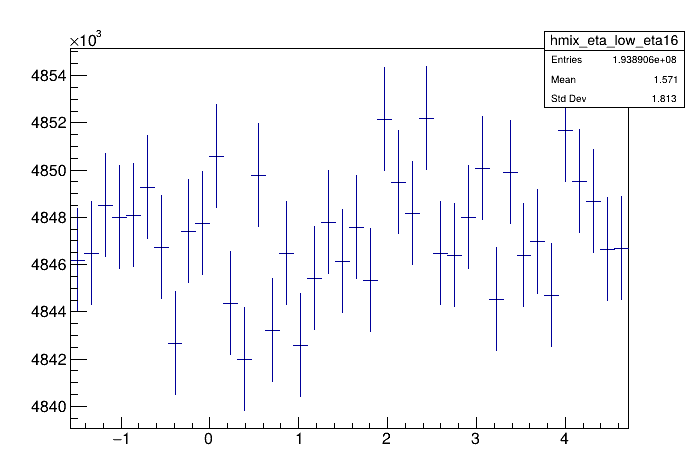 ×10³
hmix_eta_low_eta16
Entries 1.938906e+08
Mean 1.571
Std Dev 1.813
4854
4852
4850
4848
4846
4844
4842
4840
−1 0 1 2 3 4